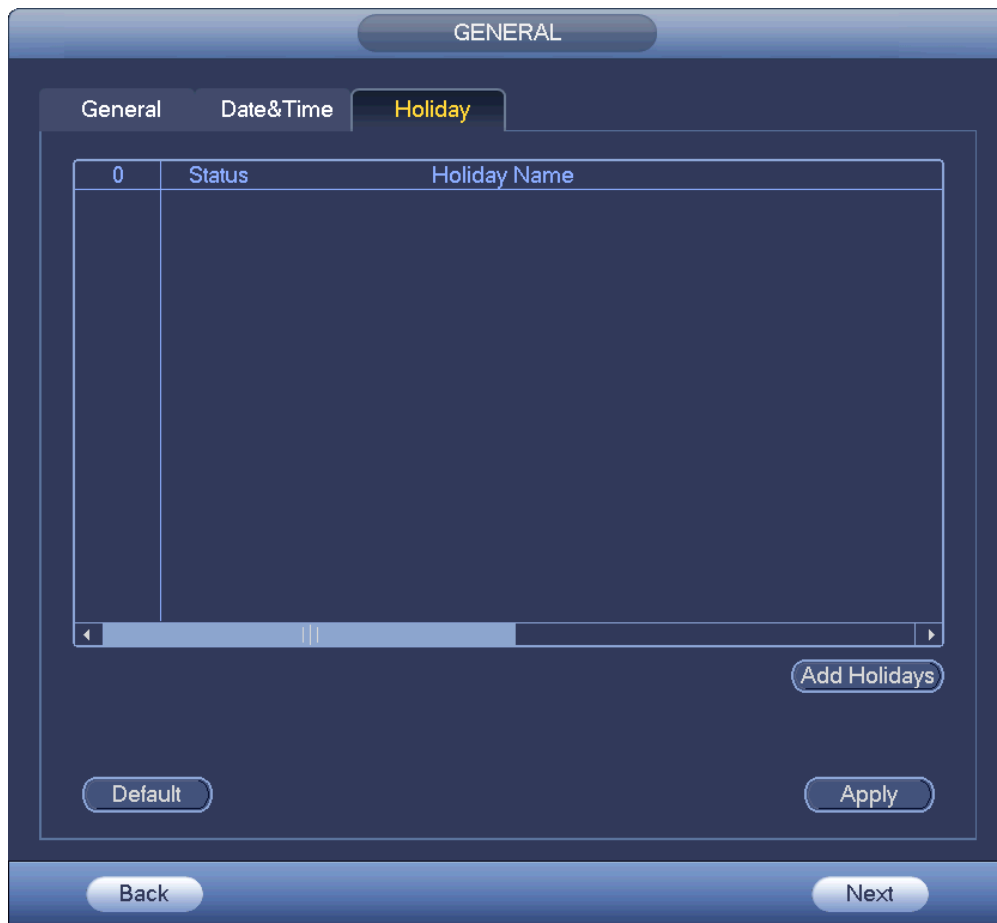 GENERAL
General Date&Time Holiday
0 Status Holiday Name
Add Holidays
Default Apply
Back Next